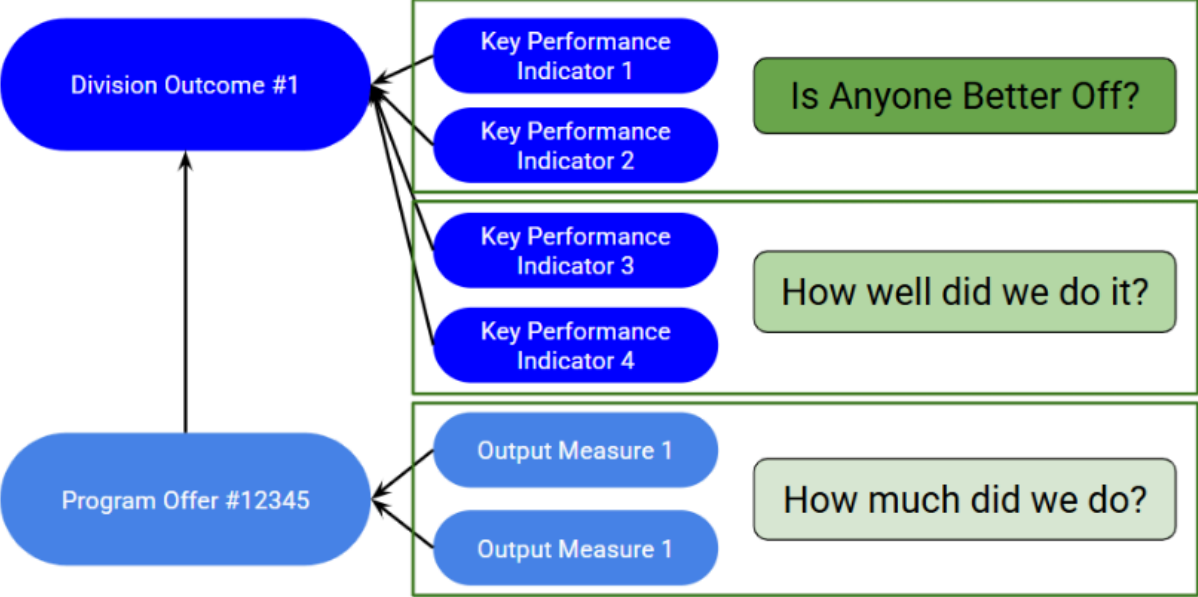 Division Outcome #1
Key Performance
Indicator 1
Key Performance
Indicator 2
Is Anyone Better Off?
Key Performance
Indicator 3
Key Performance
Indicator 4
How well did we do it?
Program Offer #12345
Output Measure 1
Output Measure 1
How much did we do?